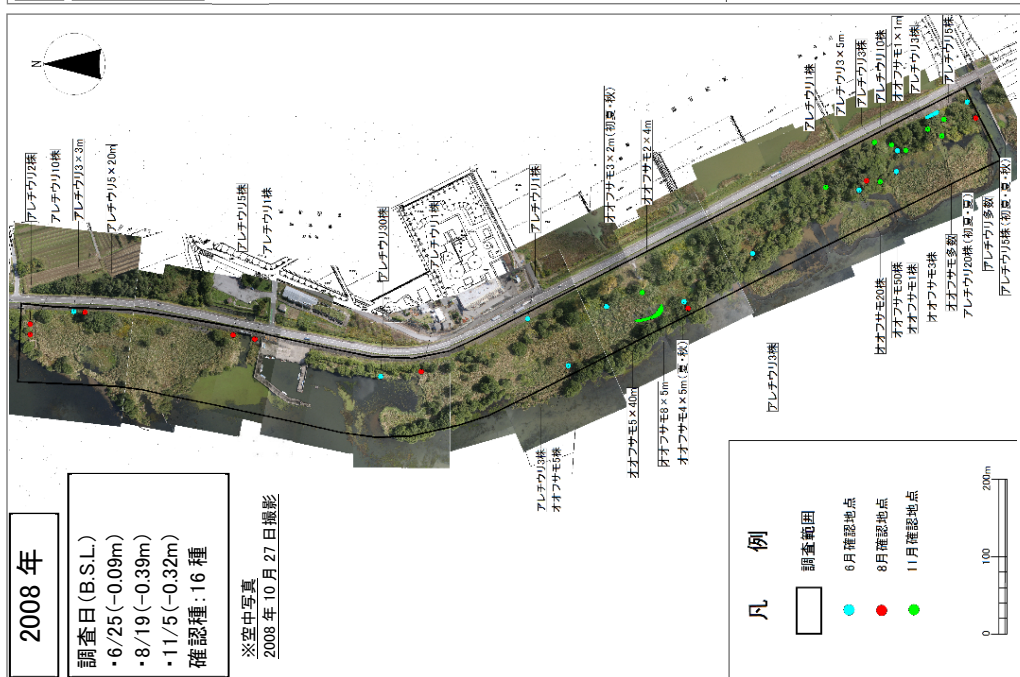 2008 年
調査日 (B.S.L.)
・6/25(-0.09m)
・8/19(-0.39m)
・11/5(-0.32m)
確認種：16 種
※空中写真
2008 年 10 月 27 日撮影
N
アレチウリ2株
アレチウリ10株
アレチウリ3×3m
アレチウリ5×20m
アレチウリ5株
アレチウリ1株
アレチウリ30株
アレチウリ1株
アレチウリ1株
オオフサモ3×2m(初夏・秋)
オオフサモ2×4m
アレチウリ1株
アレチウリ3×5m
アレチウリ3株
アレチウリ10株
オオフサモ1×1m
アレチウリ3株
アレチウリ5株
アレチウリ3株
オオフサモ5株
オオフサモ5×40m
オオフサモ8×5m
オオフサモ4×5m(夏・秋)
アレチウリ3株
オオフサモ20株
オオフサモ50株
オオフサモ1株
オオフサモ3株
オオフサモ多数
アレチウリ20株(初夏・夏)
アレチウリ多数
アレチウリ5株(初夏・夏・秋)
凡 例
調査範囲
6月確認地点
8月確認地点
11月確認地点
0 100 200m